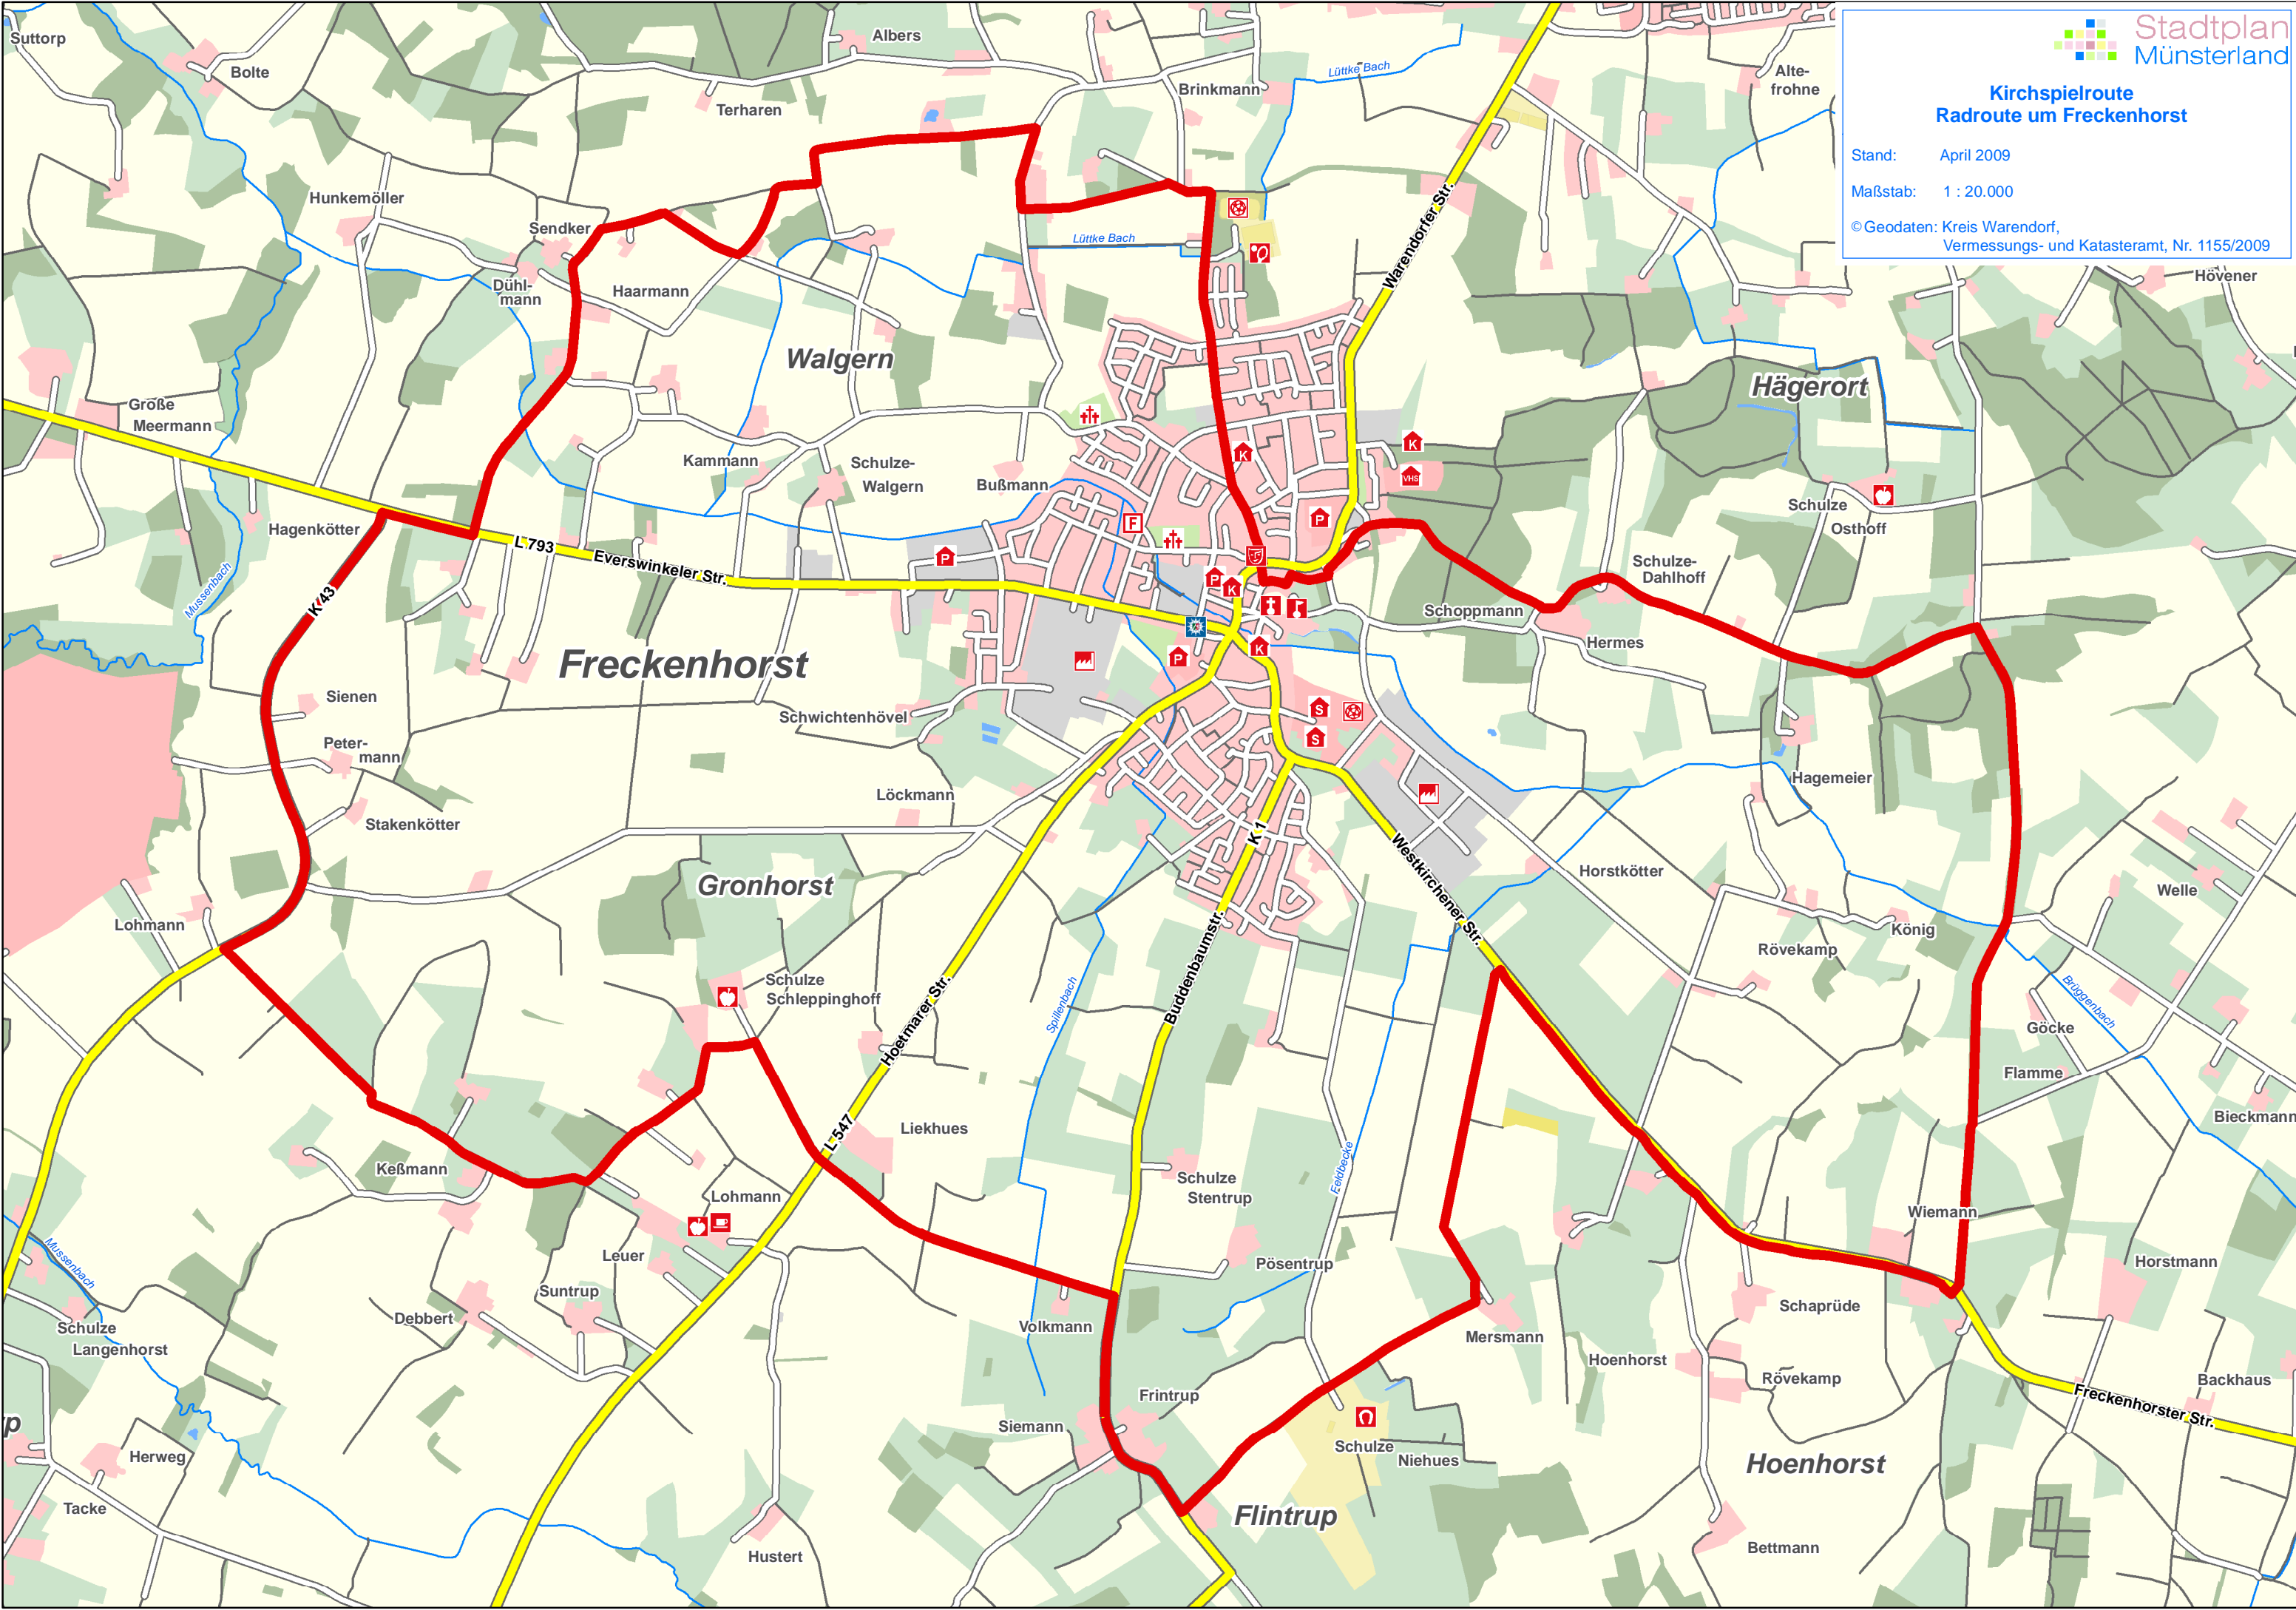 Stadtplan
Münsterland
Kirchspielroute
Radroute um Freckenhorst
Stand: April 2009
Maßstab: 1 : 20.000
© Geodaten: Kreis Warendorf,
Vermessungs- und Katasteramt, Nr. 1155/2009
Suttorp
Bolte
Albers
Terharen
Brinkmann
Lüttke Bach
Alte-
frohne
Hunkemöller
Sendker
Lüttke Bach
Warendorfer Str.
Hövener
Dühl-
mann
Haarmann
Walgern
Hägerort
Große
Meermann
Kammann
Schulze-
Walgern
Bußmann
K
K
VHS
Hagenkötter
F
P
Schulze
Osthoff
L 793
Everswinkeler Str.
P
Mussenbach
K 43
P
K
Schulze-
Dahlhoff
Schoppmann
Hermes
Freckenhorst
P
K
Sienen
Schwichtenhövel
S
S
Peter-
mann
Hagemeier
Löckmann
Stakenkötter
K 1
Westkirchener Str.
Horstkötter
Gronhorst
Welle
Lohmann
König
Rövekamp
Buddenbaumstr.
Schulze
Schleppinghoff
Hoetmarer Str.
Spillenbach
Brüggenbach
Göcke
Flamme
Bieckmann
L 547
Liekhues
Keßmann
Feldbecke
Schulze
Stentrup
Lohmann
Wiemann
Leuer
Mussenbach
Pösentrup
Horstmann
Suntrup
Debbert
Schaprüde
Schulze
Langenhorst
Volkmann
Mersmann
Hoenhorst
Rövekamp
Backhaus
Frintrup
Freckenhorster Str.
Siemann
rp
Schulze
Niehues
Herweg
Hoenhorst
Tacke
Flintrup
Bettmann
Hustert